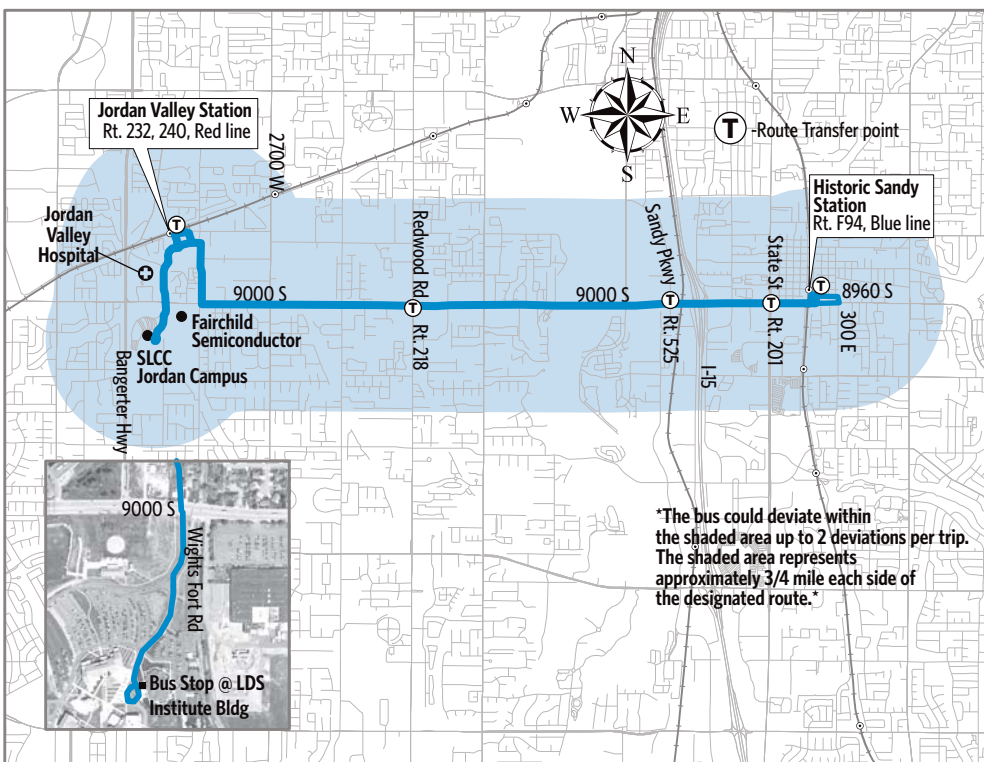 N
W
E
S
T
-Route Transfer point
Jordan Valley Station
Rt. 232, 240, Red line
2700 W
Jordan
Valley
Hospital
T
Redwood Rd
Sandy Pkwy
State St.
Historic Sandy
Station
Rt. F94, Blue line
T
9000 S
T
9000 S
T
T
8960 S
Fairchild
Semiconductor
SLCC
Jordan Campus
Bangerter Hwy
Rt. 218
Rt. 525
I-15
Rt. 201
300 E
9000 S
Wights Fort Rd
Bus Stop @ LDS
Institute Bldg
*The bus could deviate within
the shaded area up to 2 deviations per trip.
The shaded area represents
approximately 3/4 mile each side of
the designated route.*